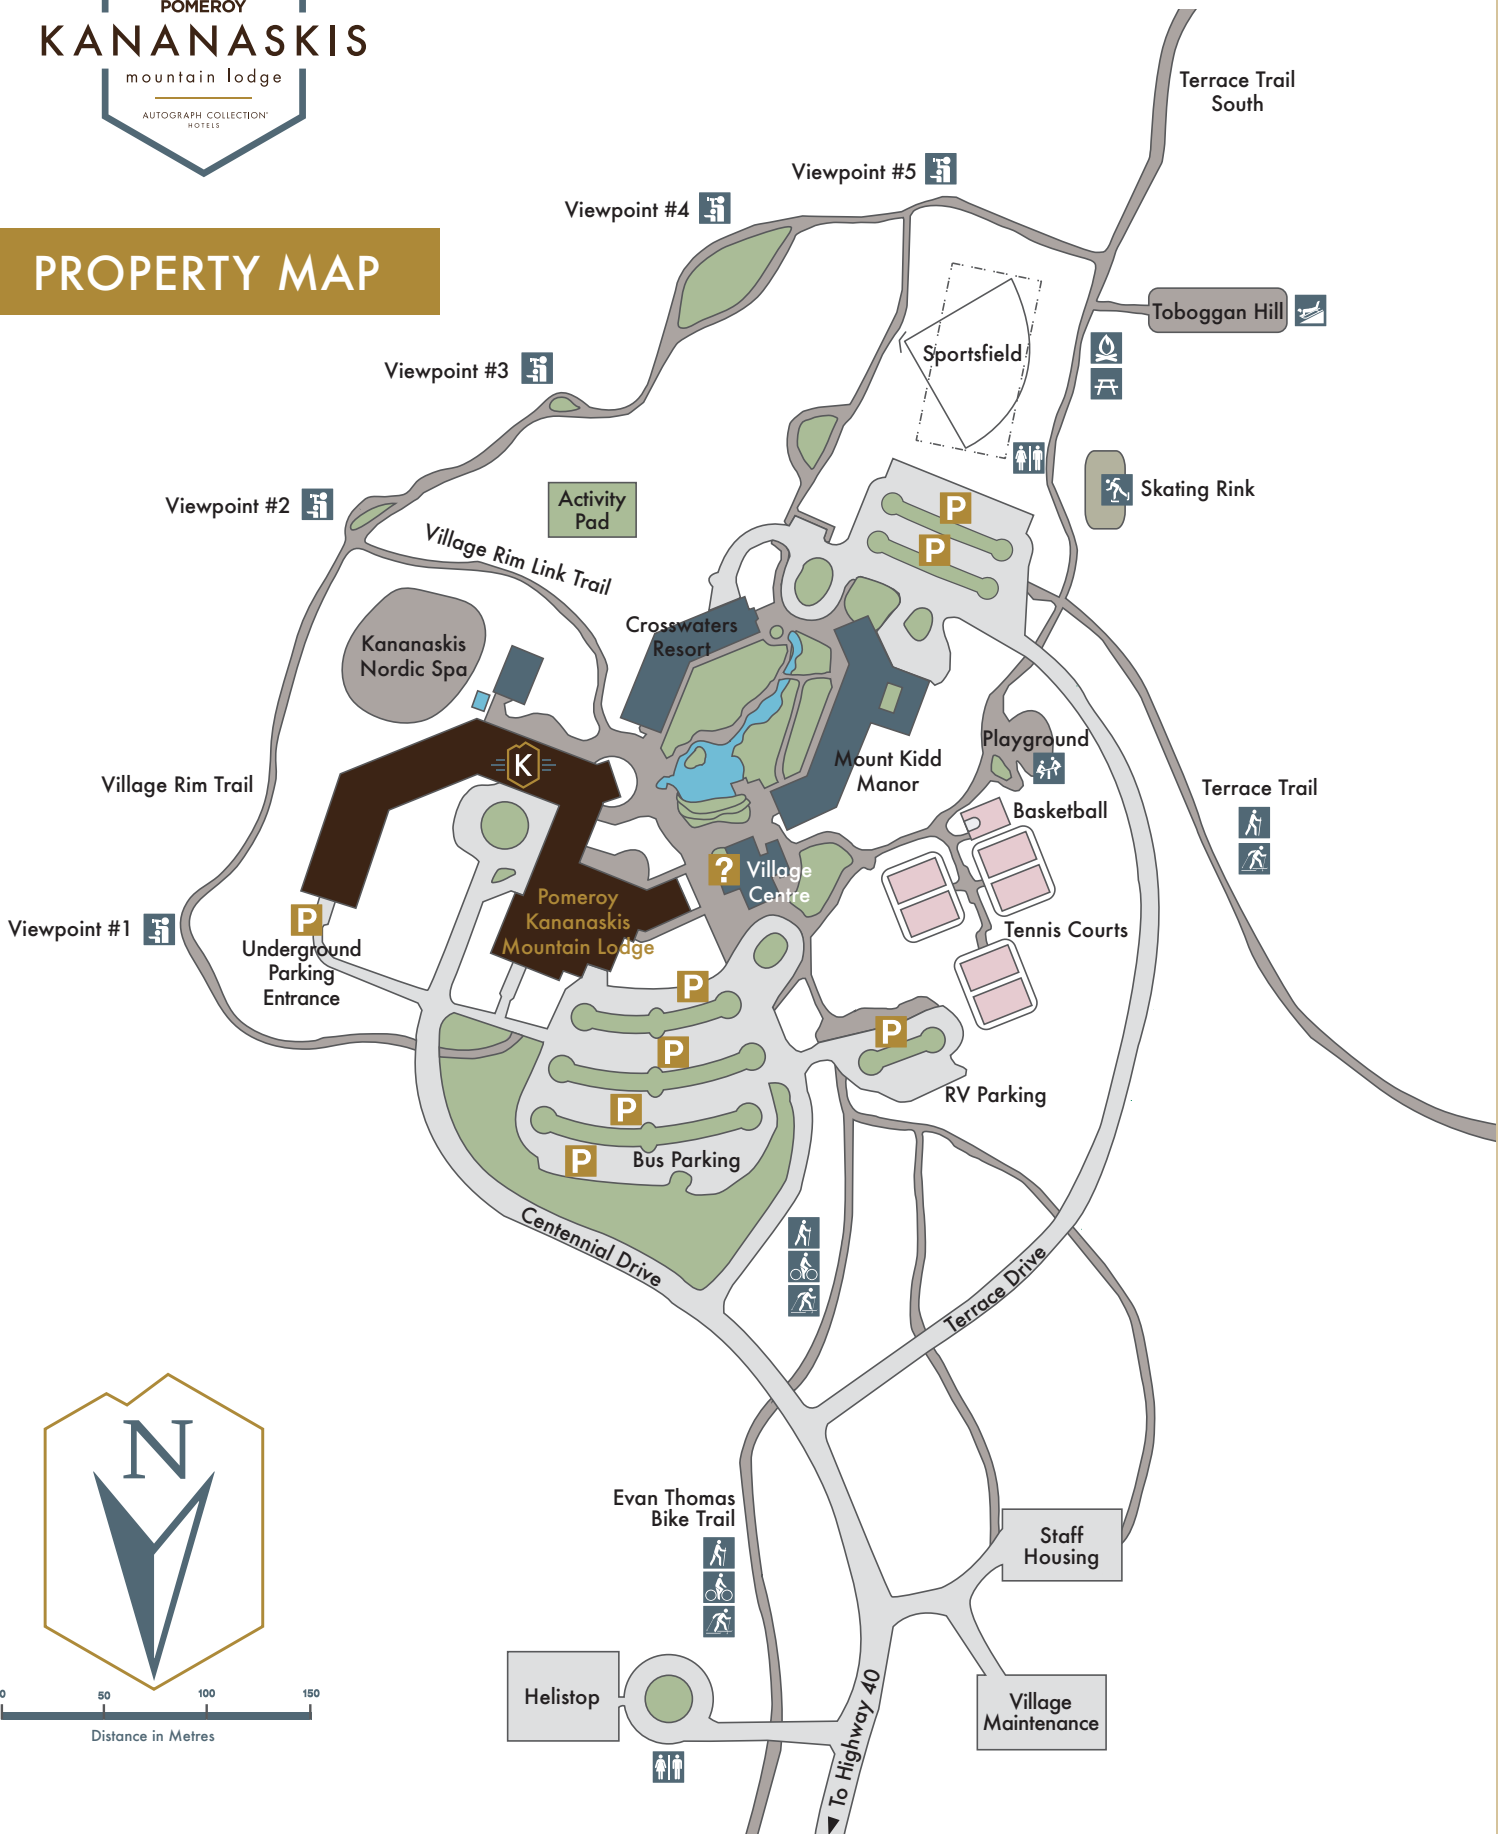 POMEROY
KANANASKIS
mountain lodge
AUTOGRAPH COLLECTION®
HOTELS
PROPERTY MAP
Terrace Trail
South
Viewpoint #5
Viewpoint #4
Toboggan Hill
Sportsfield
Viewpoint #3
Skating Rink
Viewpoint #2
Activity
Pad
P
P
Village Rim Link Trail
Crosswaters
Resort
Kananaskis
Nordic Spa
Playground
Mount Kidd
Manor
K
Village Rim Trail
Terrace Trail
Basketball
?
Village
Centre
Pomeroy
Kananaskis
Mountain Lodge
P
Viewpoint #1
Underground
Parking
Entrance
Tennis Courts
P
P
P
RV Parking
P
P
Bus Parking
Centennial Drive
Terrace Drive
N
Evan Thomas
Bike Trail
Staff
Housing
Helistop
Village
Maintenance
To Highway 40
0
50
100
150
Distance in Metres